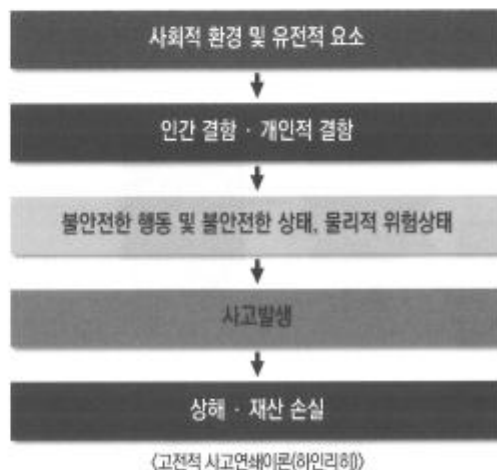 사회적 환경 및 유전적 요소
인간 결함 · 개인적 결함
불안전한 행동 및 불안전한 상태, 물리적 위험상태
사고발생
상해 · 재산 손실
〈고전적 사고연쇄이론(하인리히)〉